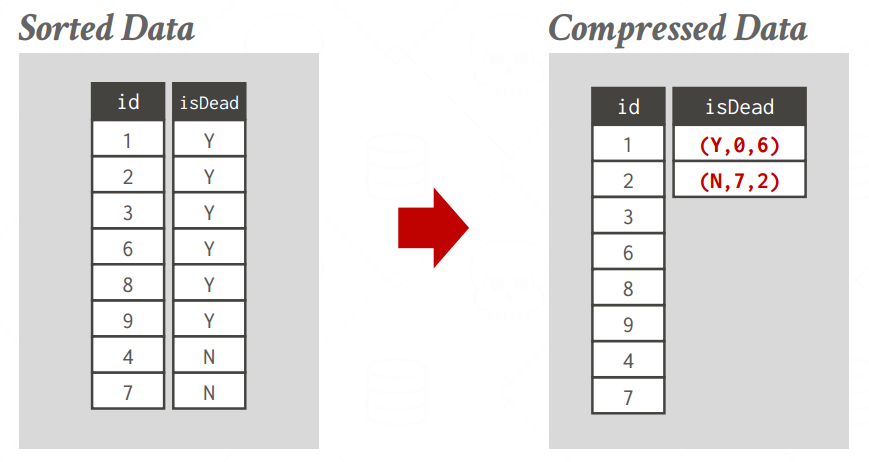 Sorted Data
id isDead
1 Y
2 Y
3 Y
6 Y
8 Y
9 Y
4 N
7 N
Compressed Data
id isDead
1 (Y,0,6)
2 (N,7,2)
3
6
8
9
4
7